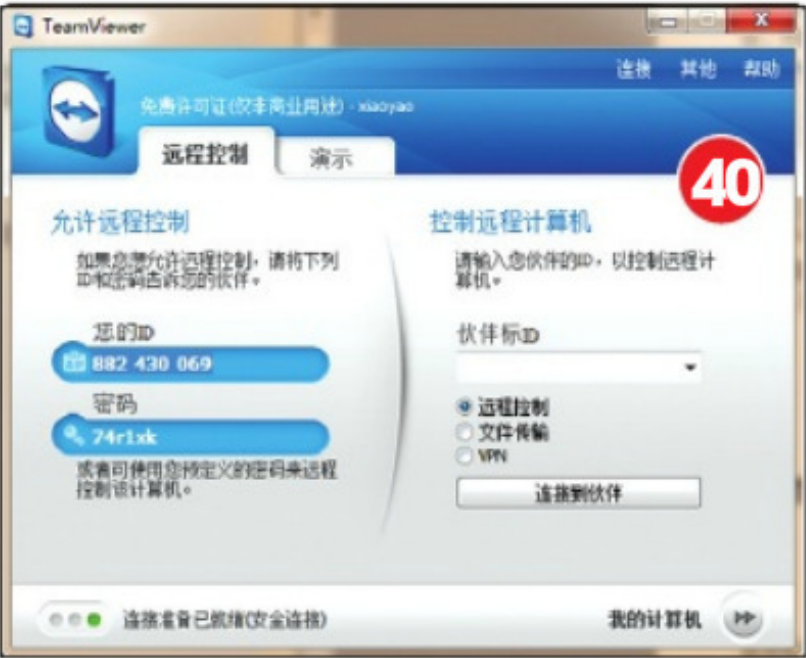 TeamViewer
连接 其他 帮助
免费许可证(仅非商业用途) - xiaoyao
远程控制
演示
40
允许远程控制
如果您想允许远程控制，请将下列
ID和密码告诉您的伙伴。
您的ID
882 430 069
密码
74r1xk
或者可使用您预定义的密码来远程
控制该计算机。
控制远程计算机
请输入您伙伴的ID，以控制远程计
算机。
伙伴标ID
远程控制
文件传输
VPN
连接到伙伴
连接准备已就绪(安全连接)
我的计算机